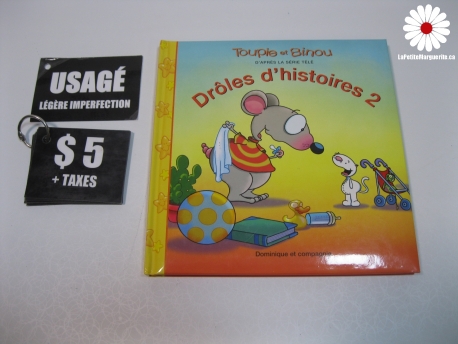 LaPetiteMarguerite.ca
USAGÉ
LÉGÈRE IMPERFECTION
$ 5
+ TAXES
Toupie et Binou
D'APRÈS LA SÉRIE TÉLÉ
Drôles d'histoires 2
Dominique et compagnie